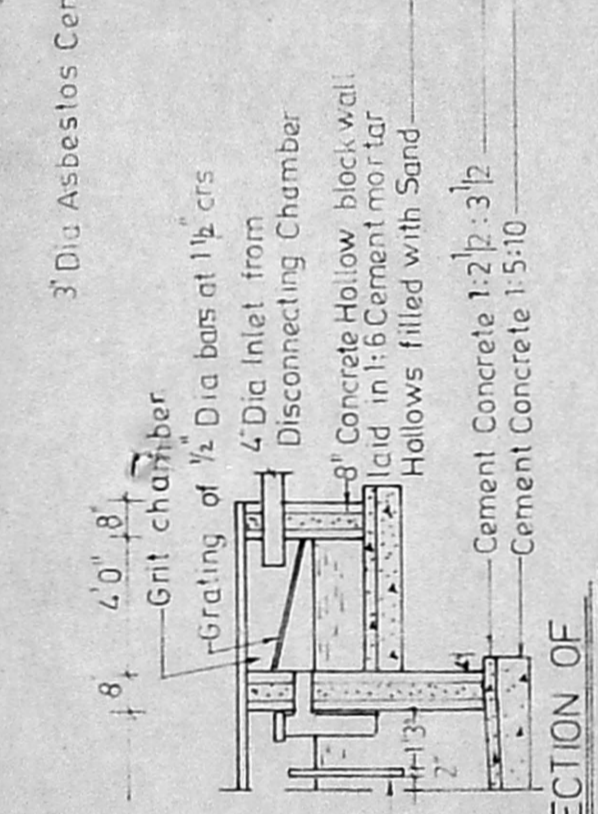 3" Dia Asbestos Cer
8" 4'0" 8"
Grit chamber
Grating of 1/2" Dia bars at 1 1/2" crs
4" Dia Inlet from
Disconnecting Chamber
8" Concrete Hollow block wall
laid in 1:6 Cement mortar
Hollows filled with Sand
Cement Concrete 1:2 1/2 : 3 1/2
Cement Concrete 1:5:10
1'3"
2"
ECTION OF